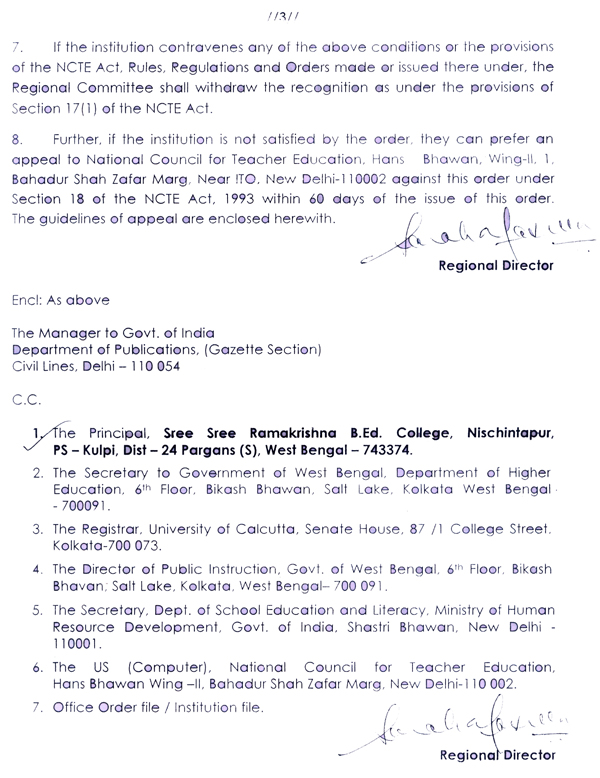 //3//
7. If the institution contravenes any of the above conditions or the provisions
of the NCTE Act, Rules, Regulations and Orders made or issued there under, the
Regional Committee shall withdraw the recognition as under the provisions of
Section 17(1) of the NCTE Act.
8. Further, if the institution is not satisfied by the order, they can prefer an
appeal to National Council for Teacher Education, Hans Bhawan, Wing-II, 1,
Bahadur Shah Zafar Marg, Near ITO, New Delhi-110002 against this order under
Section 18 of the NCTE Act, 1993 within 60 days of the issue of this order.
The guidelines of appeal are enclosed herewith.
Regional Director
Encl: As above
The Manager to Govt. of India
Department of Publications, (Gazette Section)
Civil Lines, Delhi – 110 054
C.C.
1. The Principal, Sree Sree Ramakrishna B.Ed. College, Nischintapur,
PS – Kulpi, Dist – 24 Pargans (S), West Bengal – 743374.
2. The Secretary to Government of West Bengal, Department of Higher
Education, 6th Floor, Bikash Bhawan, Salt Lake, Kolkata West Bengal
- 700091.
3. The Registrar, University of Calcutta, Senate House, 87 /1 College Street.
Kolkata-700 073.
4. The Director of Public Instruction, Govt. of West Bengal, 6th Floor, Bikash
Bhavan, Salt Lake, Kolkata, West Bengal– 700 091.
5. The Secretary, Dept. of School Education and Literacy, Ministry of Human
Resource Development, Govt. of India, Shastri Bhawan, New Delhi -
110001.
6. The US (Computer), National Council for Teacher Education,
Hans Bhawan Wing –II, Bahadur Shah Zafar Marg, New Delhi-110 002.
7. Office Order file / Institution file.
Regional Director